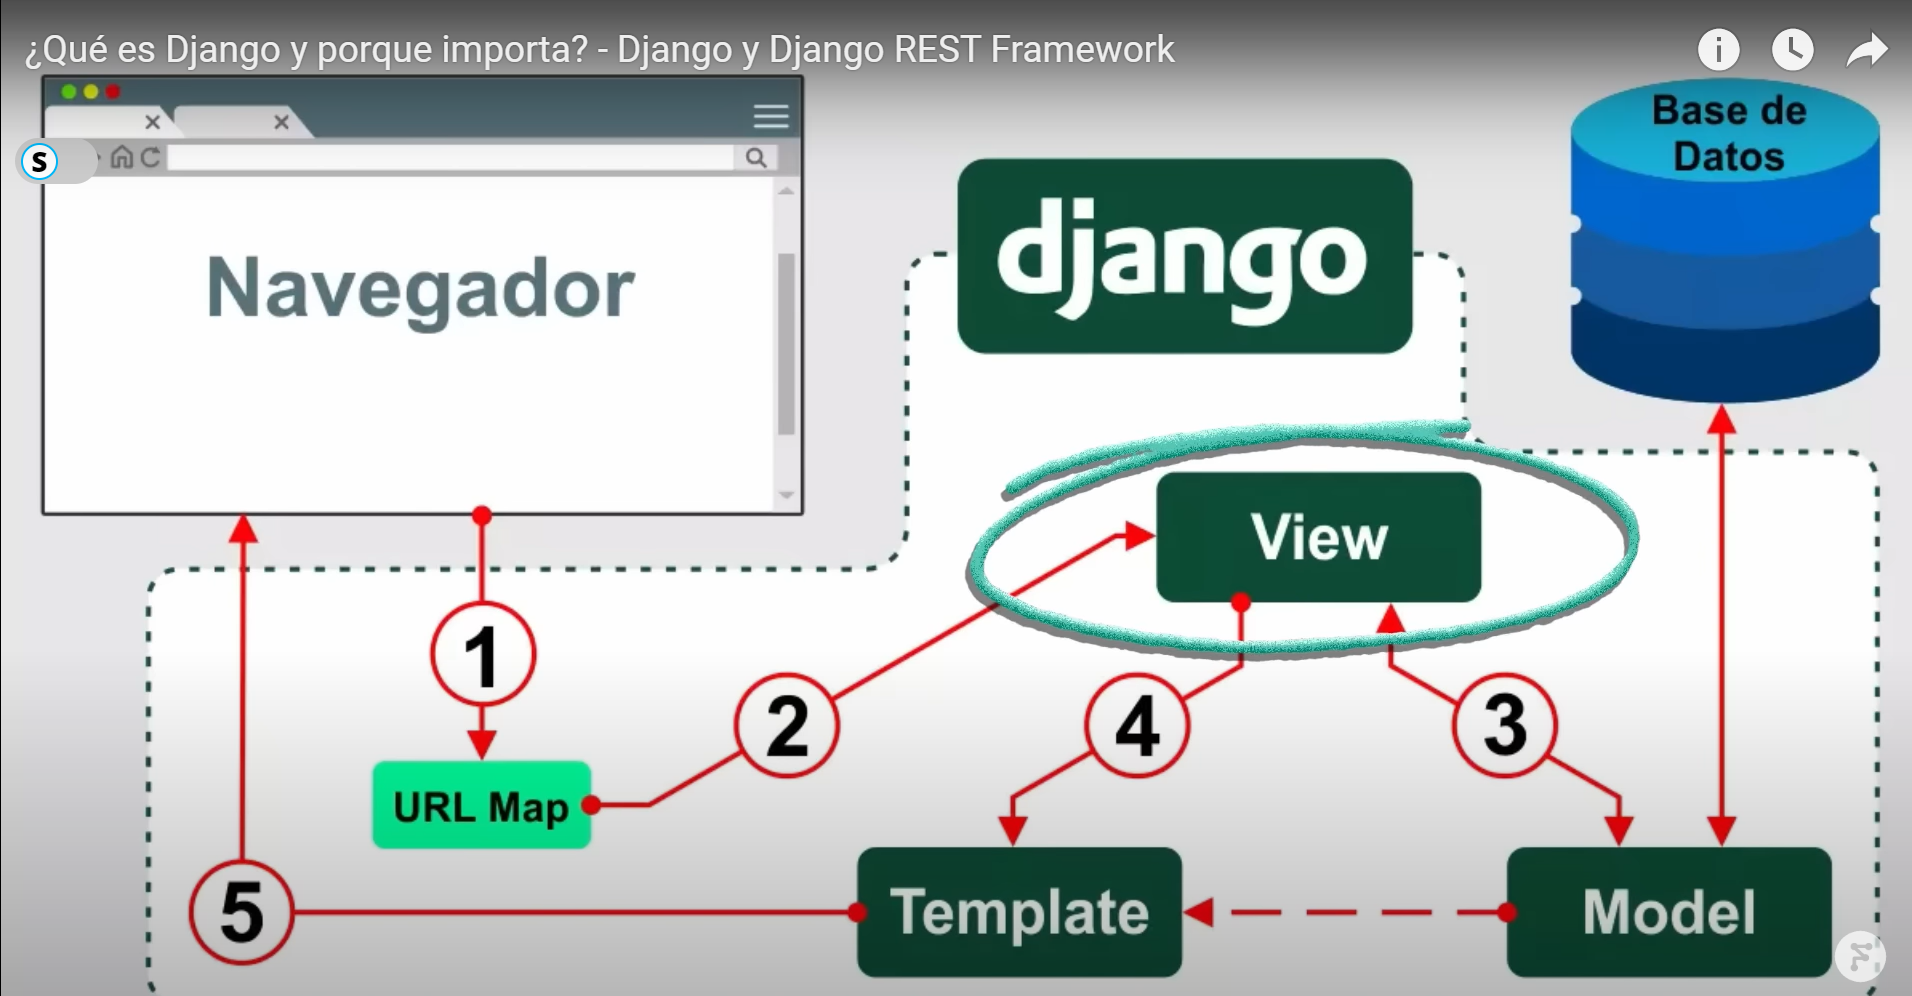 ¿Qué es Django y porque importa? - Django y Django REST Framework
Base de
Datos
S
Navegador
django
View
1
2
4
3
URL Map
5
Template
Model